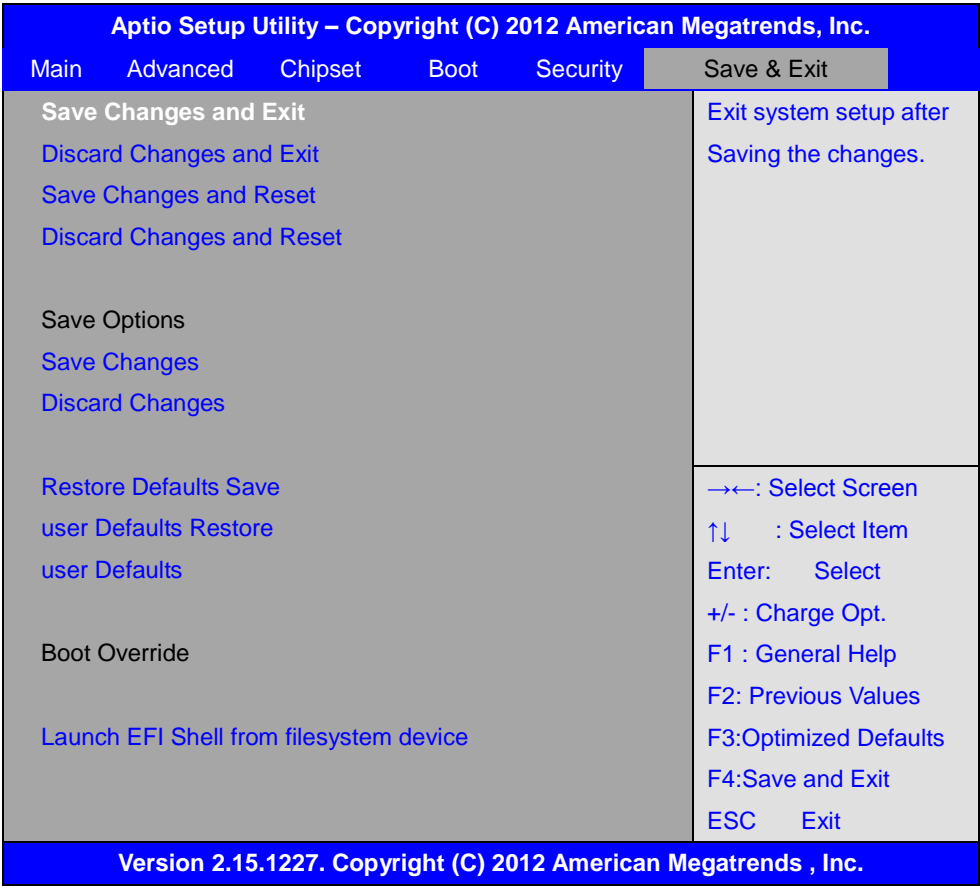 Aptio Setup Utility – Copyright (C) 2012 American Megatrends, Inc.
Main Advanced Chipset Boot Security Save & Exit
Save Changes and Exit
Discard Changes and Exit
Save Changes and Reset
Discard Changes and Reset
Save Options
Save Changes
Discard Changes
Restore Defaults Save
user Defaults Restore
user Defaults
Boot Override
Launch EFI Shell from filesystem device
Exit system setup after
Saving the changes.
→←: Select Screen
↑↓ : Select Item
Enter: Select
+/- : Charge Opt.
F1 : General Help
F2: Previous Values
F3:Optimized Defaults
F4:Save and Exit
ESC Exit
Version 2.15.1227. Copyright (C) 2012 American Megatrends , Inc.